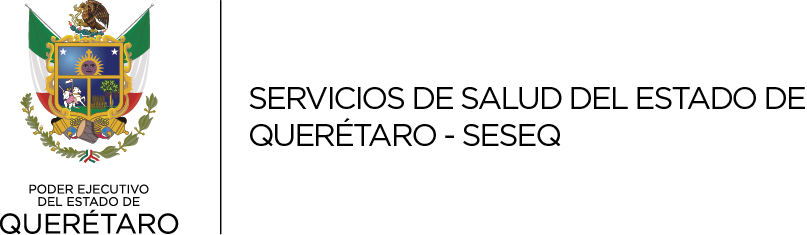 PODER EJECUTIVO
DEL ESTADO DE
QUERÉTARO
SERVICIOS DE SALUD DEL ESTADO DE
QUERÉTARO - SESEQ